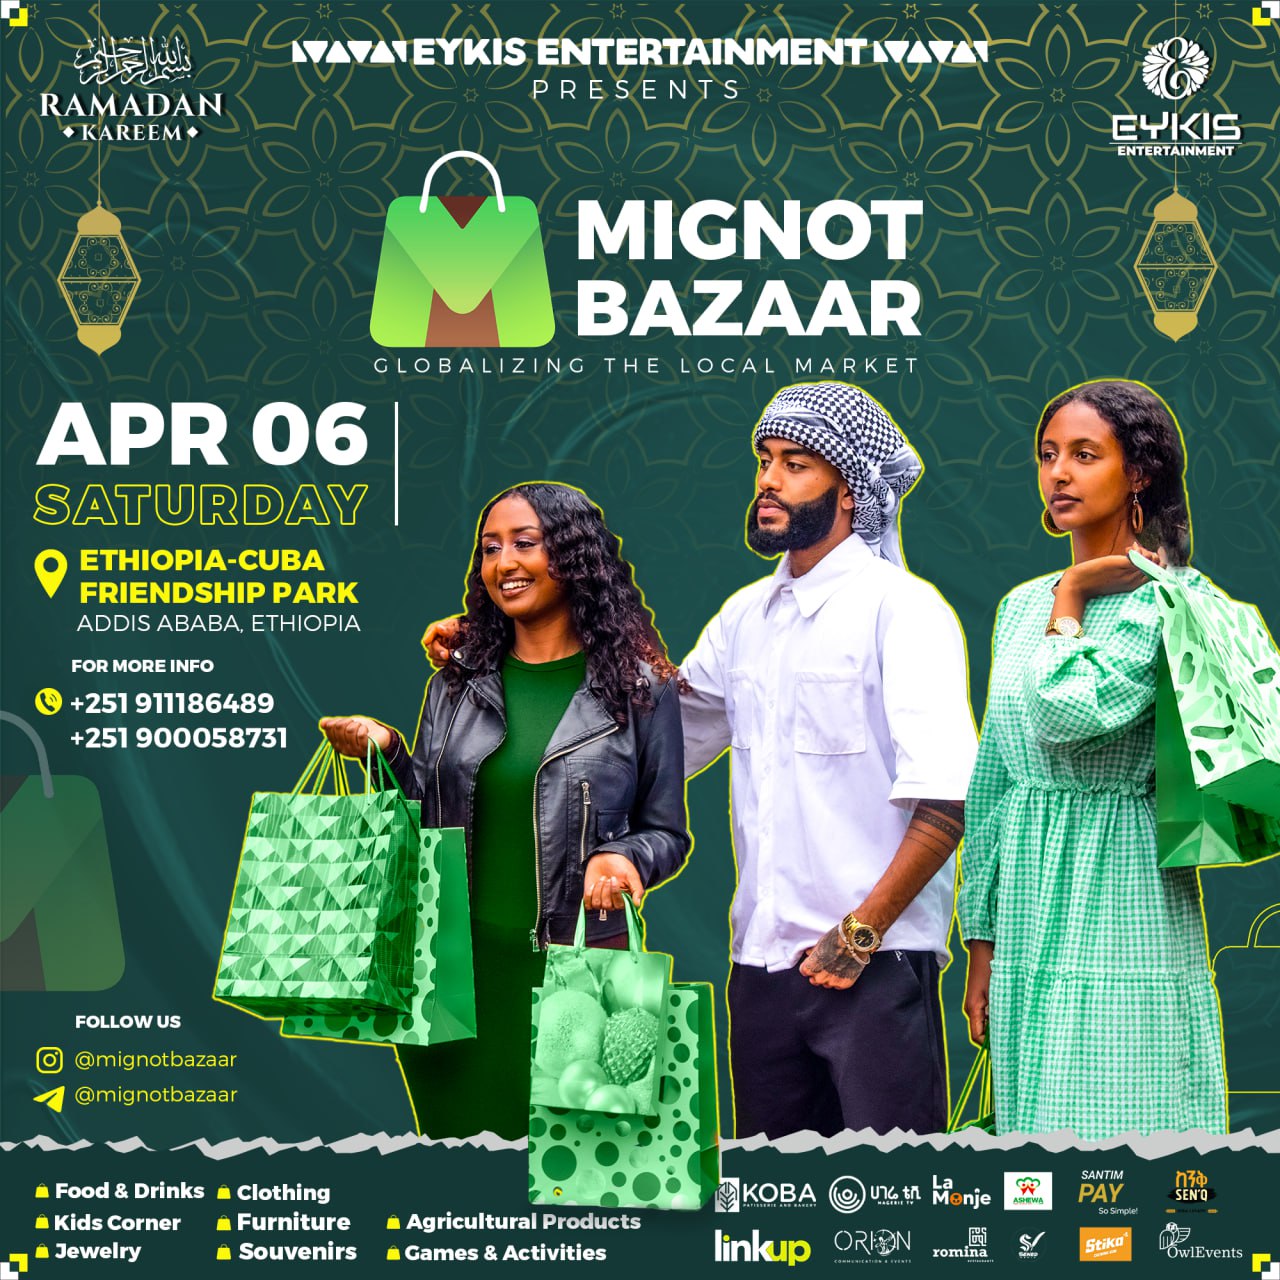 بسم الله الرحمن الرحيم
RAMADAN
KAREEM
EYKIS ENTERTAINMENT
PRESENTS
EYKIS
ENTERTAINMENT
MIGNOT
BAZAAR
GLOBALIZING THE LOCAL MARKET
APR 06
SATURDAY
ETHIOPIA-CUBA
FRIENDSHIP PARK
ADDIS ABABA, ETHIOPIA
FOR MORE INFO
+251 911186489
+251 900058731
FOLLOW US
@mignotbazaar
@mignotbazaar
Food & Drinks
Kids Corner
Jewelry
Clothing
Furniture
Souvenirs
Agricultural Products
Games & Activities
KOBA
PATISSERIE AND BAKERY
ሀገሬ ቲቪ
HAGERIE TV
La
Monje
ASHEWA
SANTIM
PAY
So Simple!
ስንቅ
SEN'Q
linkup
ORION
COMMUNICATION & EVENTS
romina
RESTAURANTS
Stika
OwlEvents